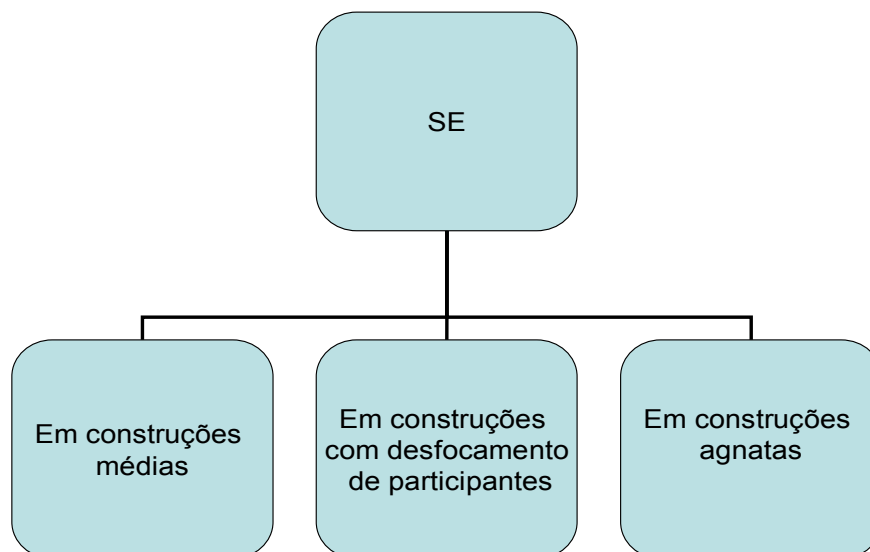 SE
Em construções
médias
Em construções
com desfocamento
de participantes
Em construções
agnatas